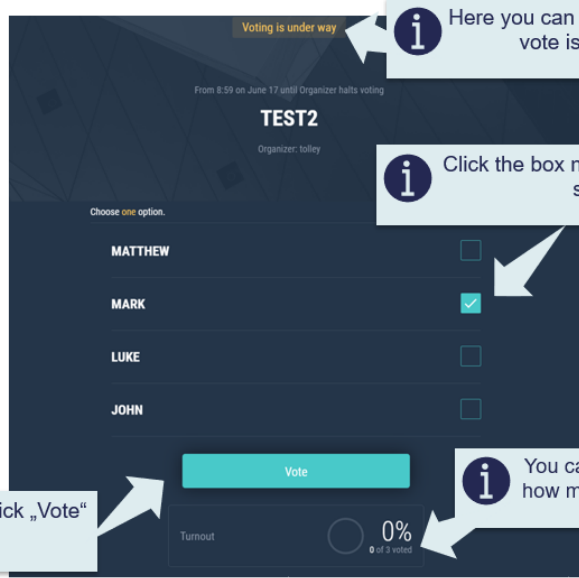 Voting is under way
Here you can
vote is
From 8:59 on June 17 until Organizer halts voting
TEST2
Organizer: tolley
Click the box
Choose one option.
MATTHEW
MARK
LUKE
JOHN
Vote
You
how
"Vote“
Turnout
0%
0 of 3 voted